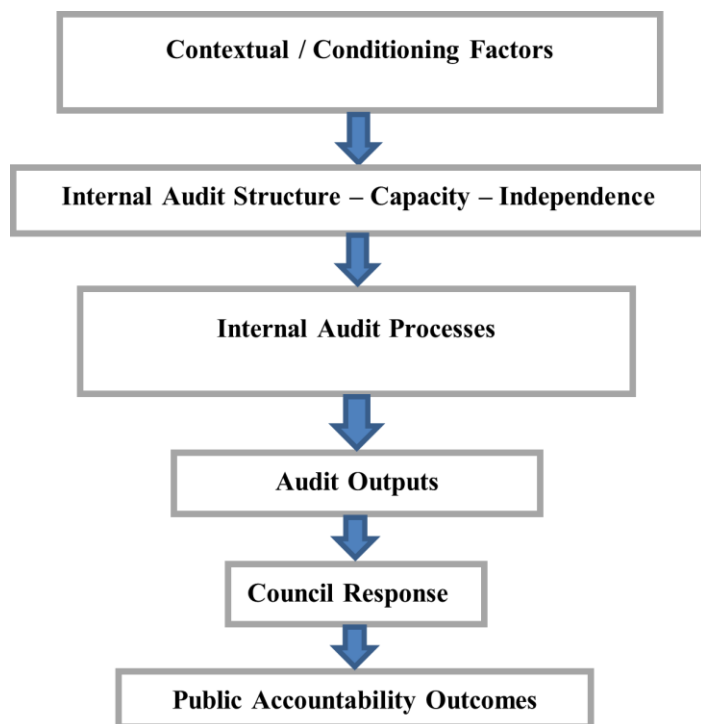 Contextual / Conditioning Factors
Internal Audit Structure – Capacity – Independence
Internal Audit Processes
Audit Outputs
Council Response
Public Accountability Outcomes